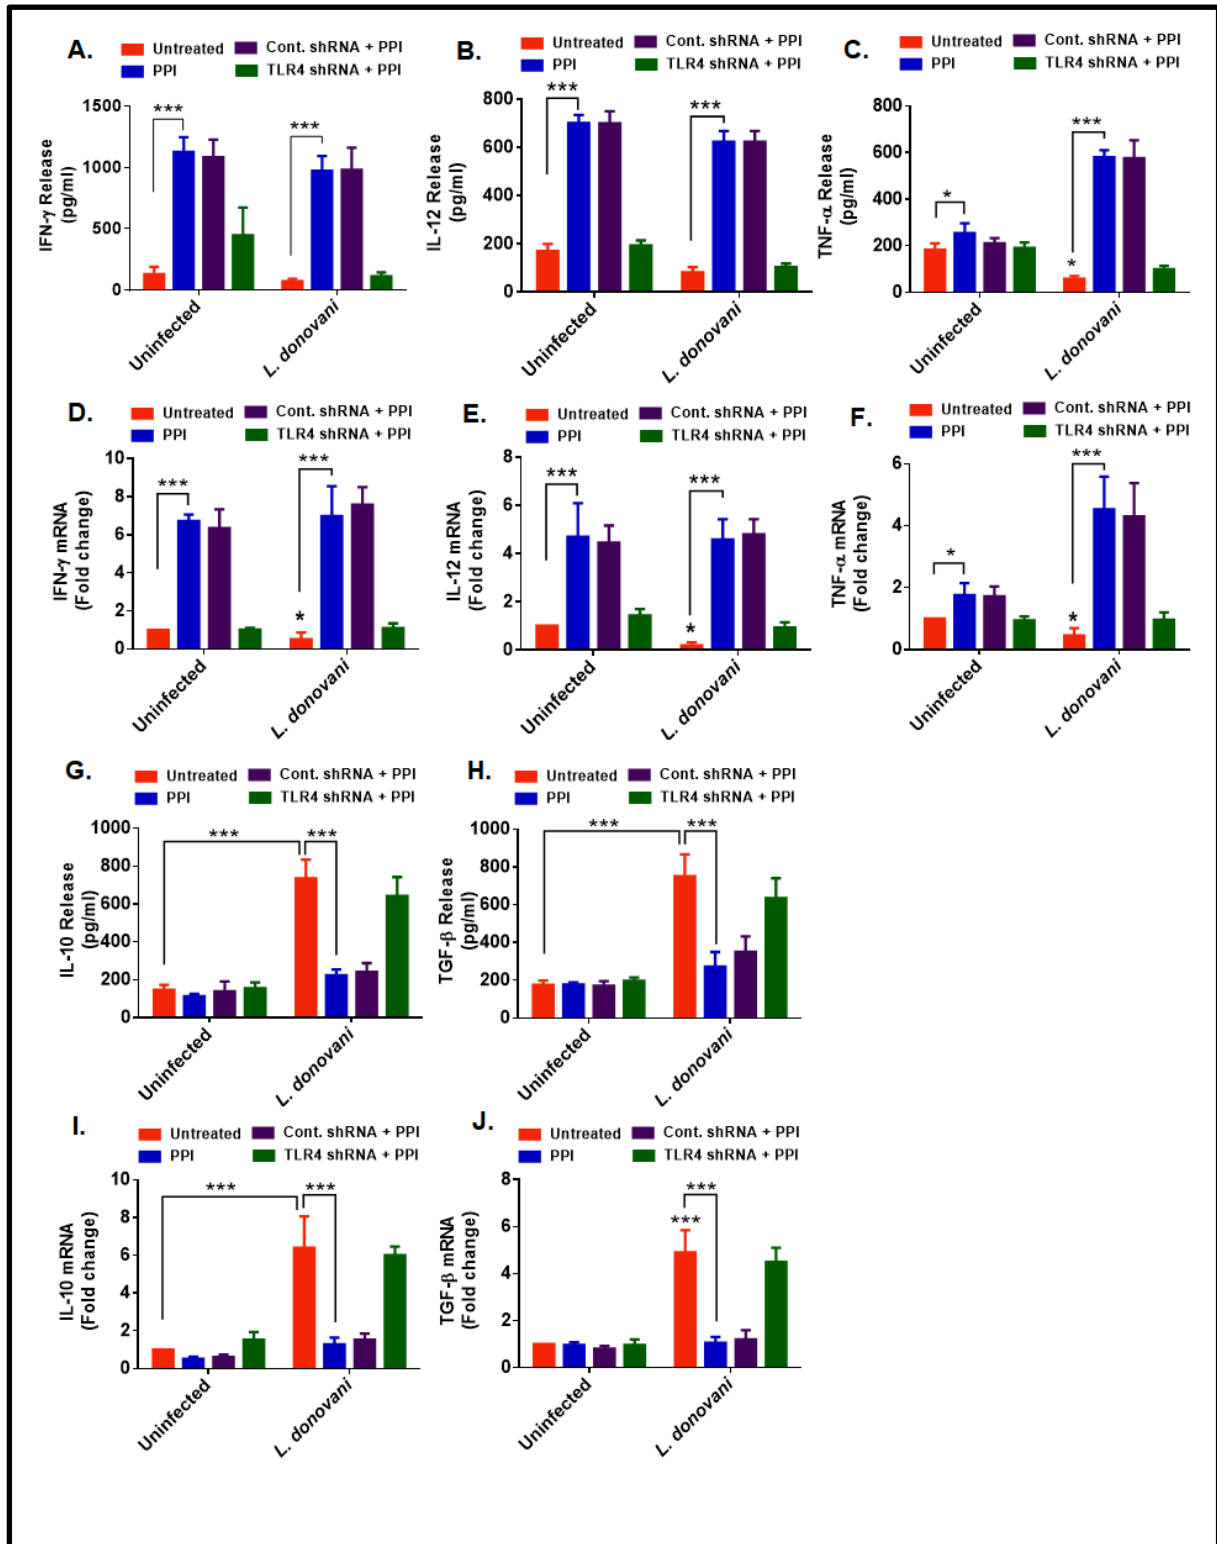 A.
Untreated
Cont. shRNA + PPI
PPI
TLR4 shRNA + PPI
IFN-γ Release
(pg/ml)
1500
1000
500
0
***
***
Uninfected
L. donovani
B.
Untreated
Cont. shRNA + PPI
PPI
TLR4 shRNA + PPI
IL-12 Release
(pg/ml)
800
600
400
200
0
***
***
Uninfected
L. donovani
C.
Untreated
Cont. shRNA + PPI
PPI
TLR4 shRNA + PPI
TNF-α Release
(pg/ml)
800
600
400
200
0
*
***
*
Uninfected
L. donovani
D.
Untreated
Cont. shRNA + PPI
PPI
TLR4 shRNA + PPI
IFN-γ mRNA
(Fold change)
10
8
6
4
2
0
***
***
*
Uninfected
L. donovani
E.
Untreated
Cont. shRNA + PPI
PPI
TLR4 shRNA + PPI
IL-12 mRNA
(Fold change)
8
6
4
2
0
***
***
*
Uninfected
L. donovani
F.
Untreated
Cont. shRNA + PPI
PPI
TLR4 shRNA + PPI
TNF-α mRNA
(Fold change)
6
4
2
0
*
***
*
Uninfected
L. donovani
G.
Untreated
Cont. shRNA + PPI
PPI
TLR4 shRNA + PPI
IL-10 Release
(pg/ml)
1000
800
600
400
200
0
***
***
Uninfected
L. donovani
H.
Untreated
Cont. shRNA + PPI
PPI
TLR4 shRNA + PPI
TGF-β Release
(pg/ml)
1000
800
600
400
200
0
***
***
Uninfected
L. donovani
I.
Untreated
Cont. shRNA + PPI
PPI
TLR4 shRNA + PPI
IL-10 mRNA
(Fold change)
10
8
6
4
2
0
***
***
Uninfected
L. donovani
J.
Untreated
Cont. shRNA + PPI
PPI
TLR4 shRNA + PPI
TGF-β mRNA
(Fold change)
8
6
4
2
0
***
***
Uninfected
L. donovani